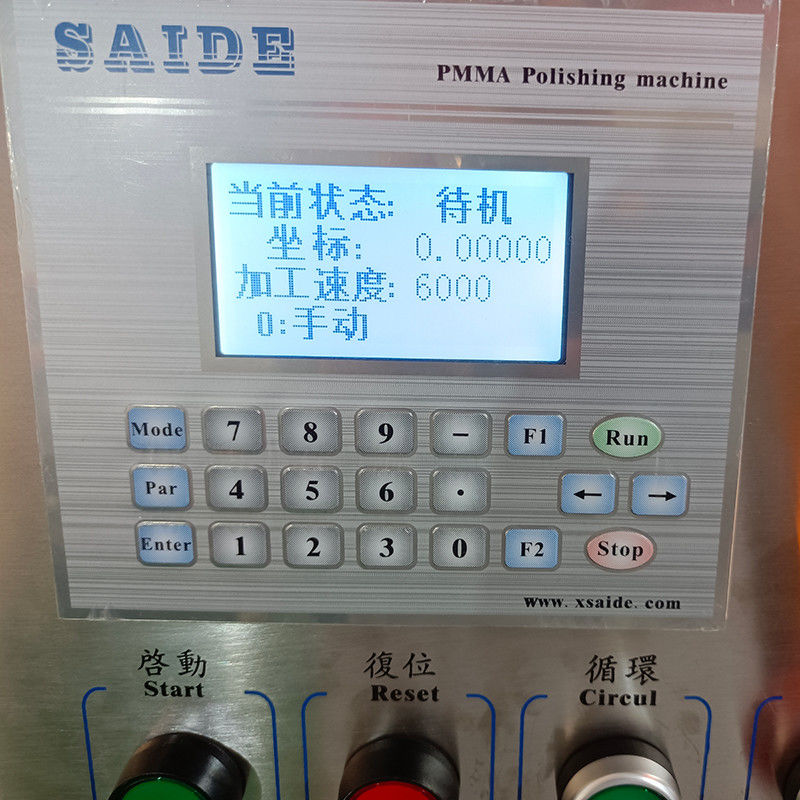 SAIDE
PMMA Polishing machine
当前状态: 待机
坐标: 0.00000
加工速度: 6000
0:手动
Mode 7 8 9 - F1 Run
Par 4 5 6 . ← →
Enter 1 2 3 0 F2 Stop
www.xsaide.com
啓動 復位 循環
Start Reset Circul